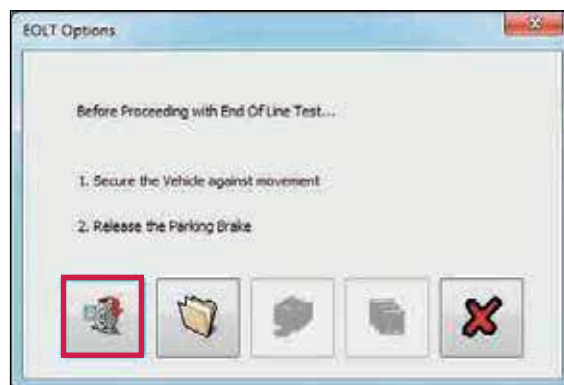 EOLT Options
Before Proceeding with End Of Line Test...
1. Secure the Vehicle against movement
2. Release the Parking Brake